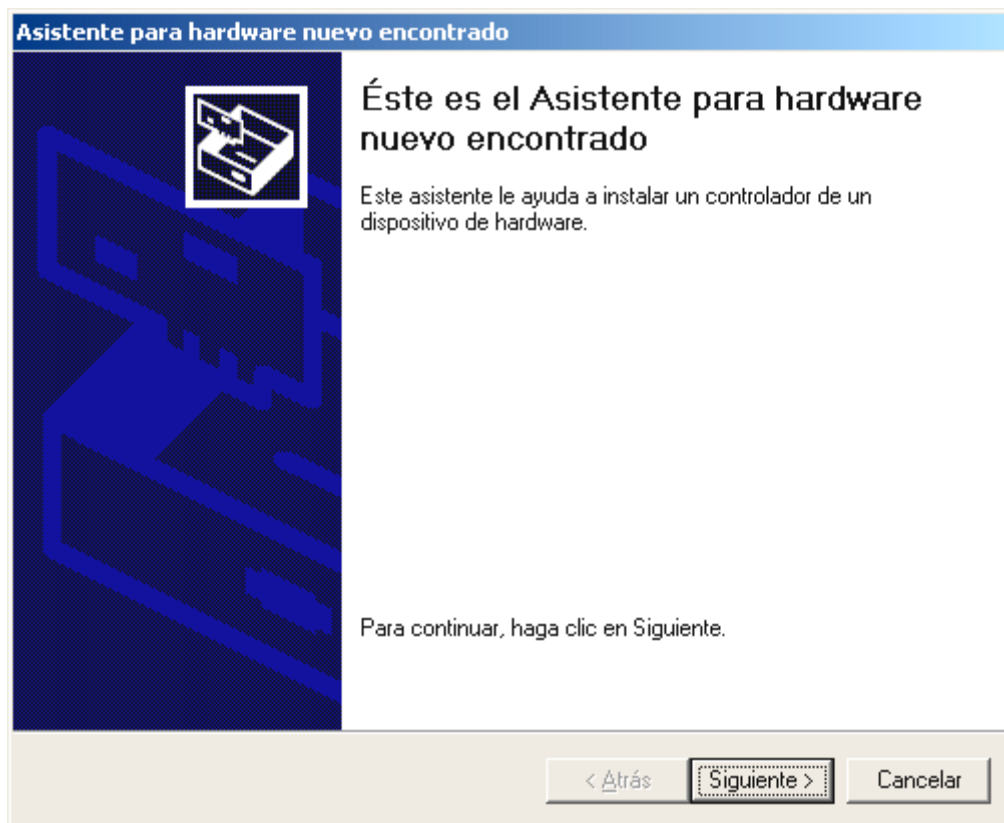 Asistente para hardware nuevo encontrado
Éste es el Asistente para hardware
nuevo encontrado
Este asistente le ayuda a instalar un controlador de un
dispositivo de hardware.
Para continuar, haga clic en Siguiente.
< Atrás
Siguiente >
Cancelar